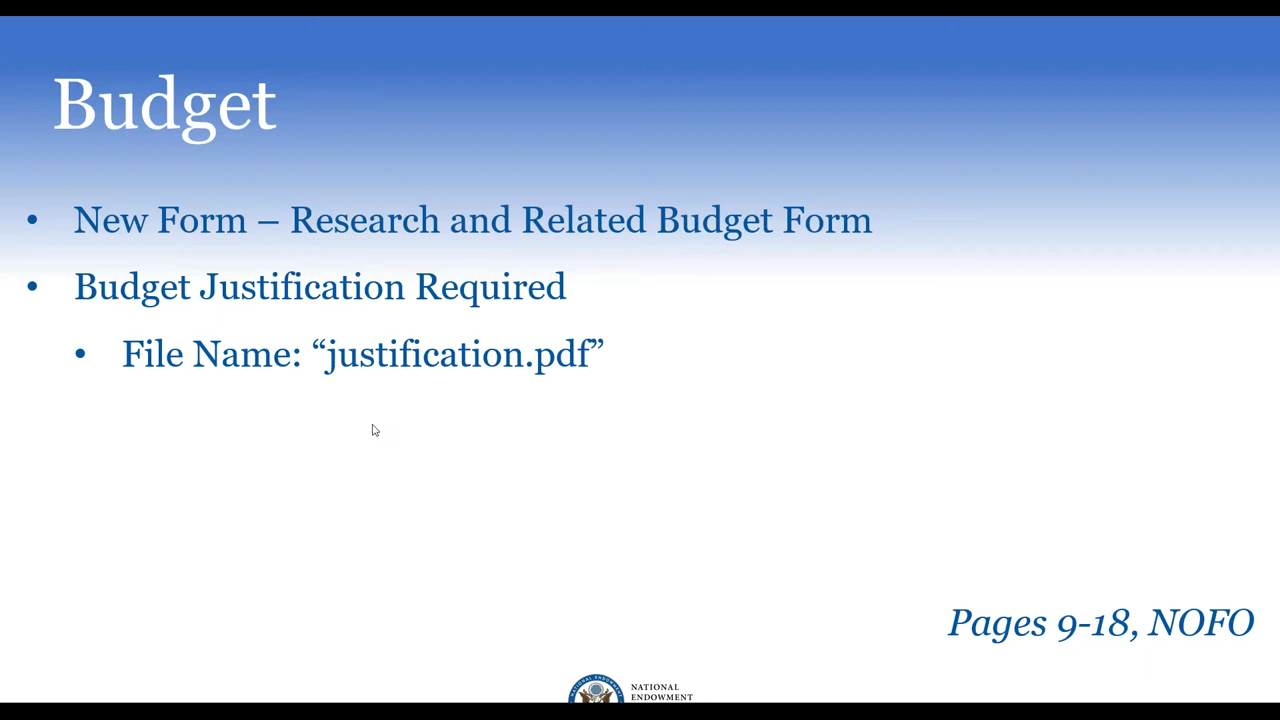 Budget
• New Form – Research and Related Budget Form
• Budget Justification Required
• File Name: “justification.pdf”
Pages 9-18, NOFO
NATIONAL
ENDOWMENT